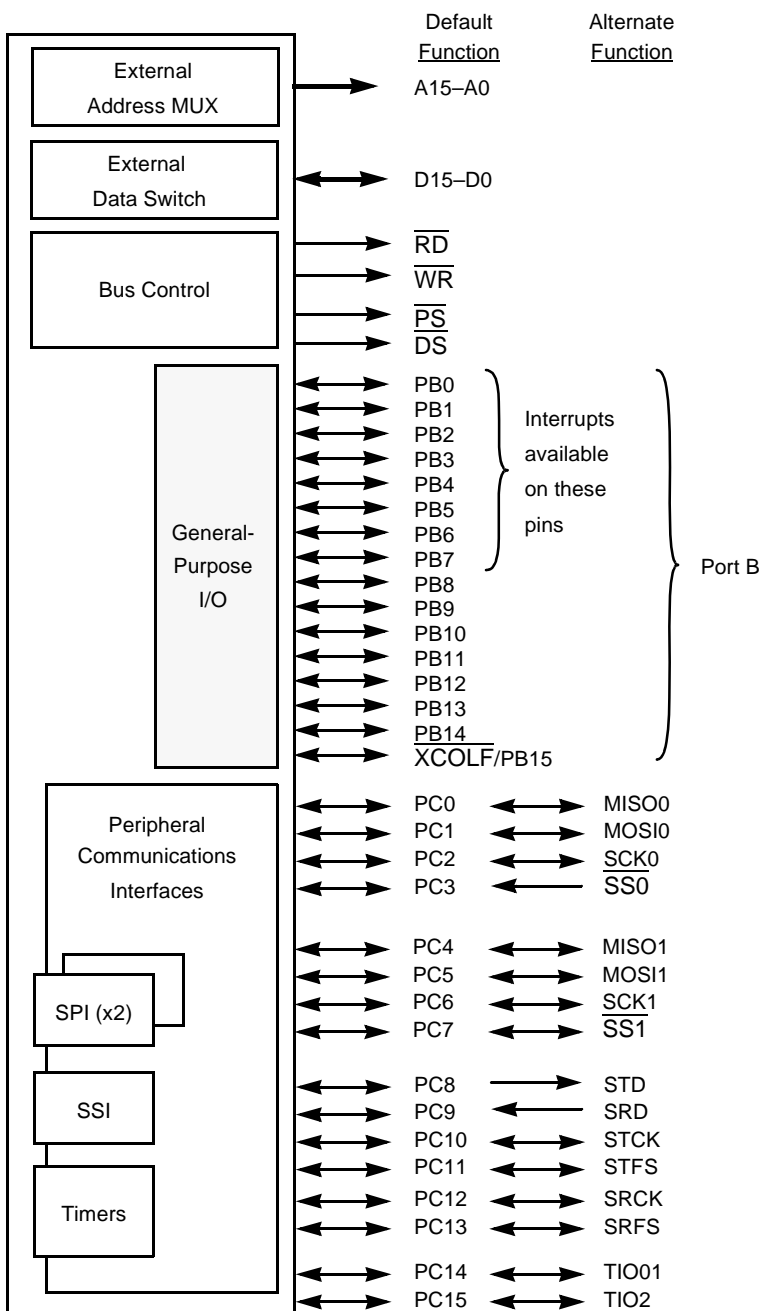 Default Alternate
Function Function
External
Address MUX
A15–A0
External
Data Switch
D15–D0
Bus Control
RD
WR
PS
DS
General-
Purpose
I/O
PB0
PB1
PB2
PB3
PB4
PB5
PB6
PB7
PB8
PB9
PB10
PB11
PB12
PB13
PB14
XCOLF/PB15
Interrupts
available
on these
pins
Port B
Peripheral
Communications
Interfaces
SPI (x2)
SSI
Timers
PC0 MISO0
PC1 MOSI0
PC2 SCK0
PC3 SS0
PC4 MISO1
PC5 MOSI1
PC6 SCK1
PC7 SS1
PC8 STD
PC9 SRD
PC10 STCK
PC11 STFS
PC12 SRCK
PC13 SRFS
PC14 TIO01
PC15 TIO2